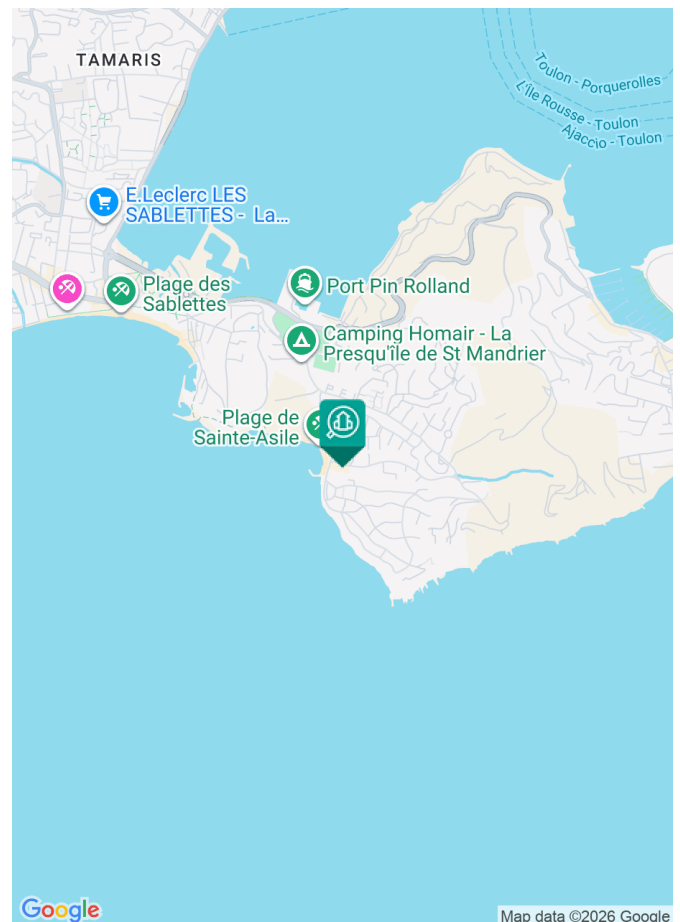 TAMARIS
Toulon - Porquerolles
L'Île Rousse - Toulon
Ajaccio - Toulon
E.Leclerc LES
SABLETTES - La...
Plage des
Sablettes
Port Pin Rolland
Camping Homair - La
Presqu'île de St Mandrier
Plage de
Sainte-Asile
Google
Map data ©2026 Google